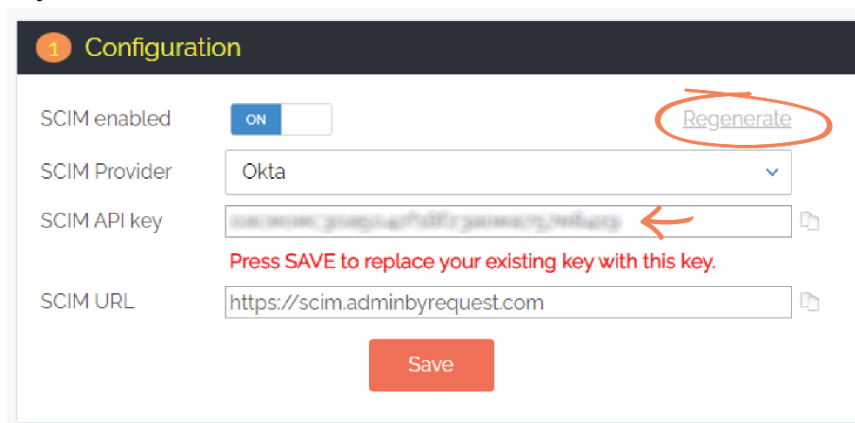 1 Configuration
SCIM enabled ON Regenerate
SCIM Provider Okta
SCIM API key
Press SAVE to replace your existing key with this key.
SCIM URL https://scim.adminbyrequest.com
Save